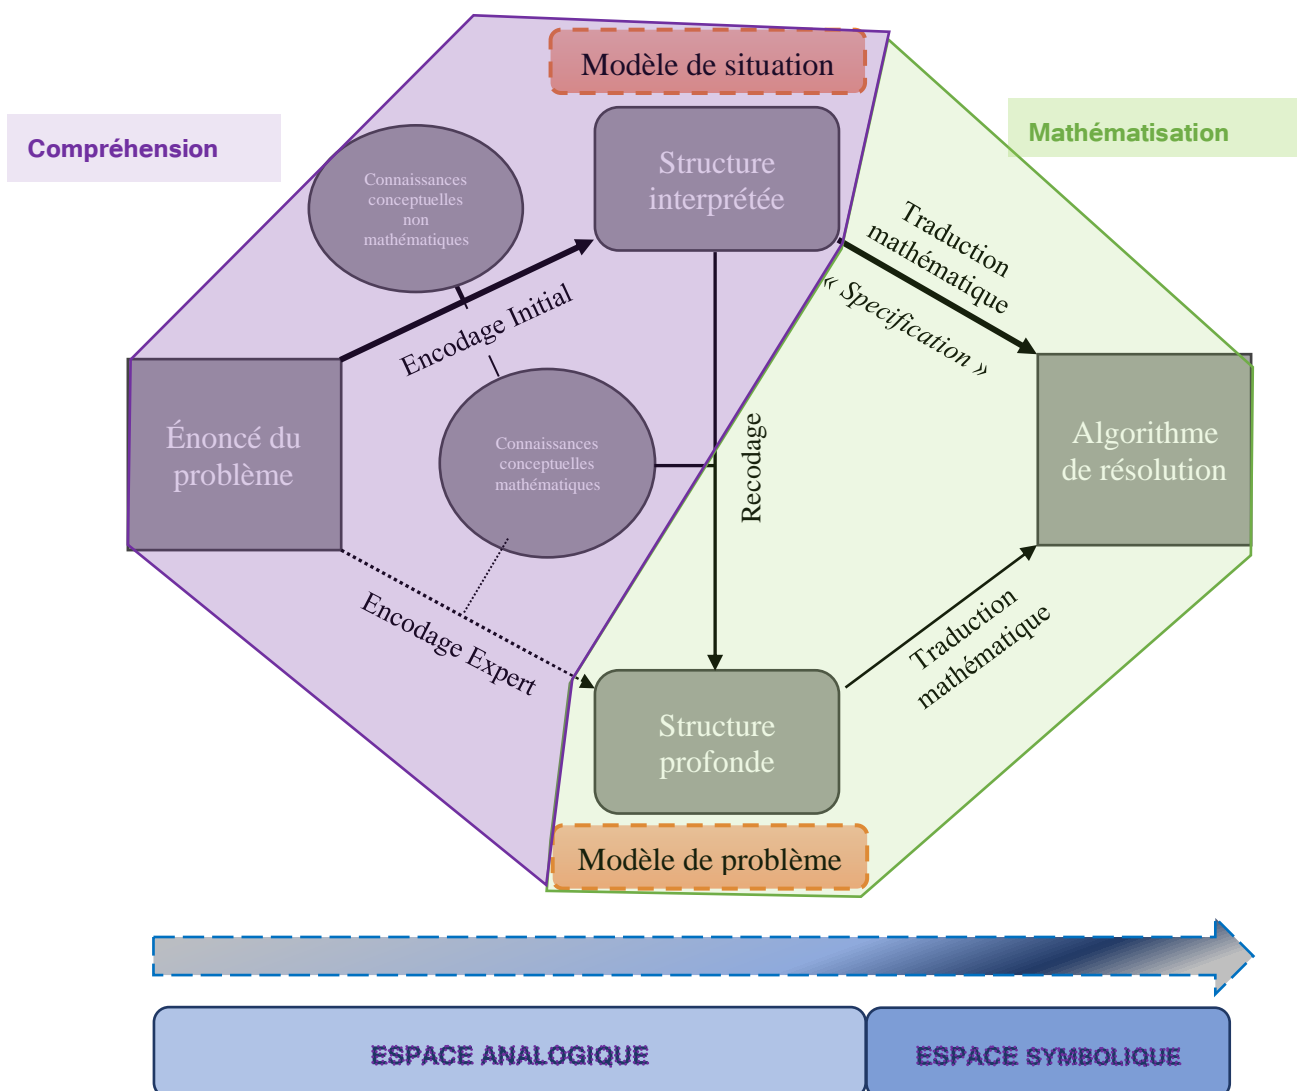 Modèle de situation
Compréhension
Mathématisation
Connaissances
conceptuelles
non
mathématiques
Structure
interprétée
Traduction
mathématique
« Specification »
Encodage Initial
Énoncé du
problème
Connaissances
conceptuelles
mathématiques
Recodage
Algorithme
de résolution
Encodage Expert
Structure
profonde
Traduction
mathématique
Modèle de problème
ESPACE ANALOGIQUE
ESPACE SYMBOLIQUE